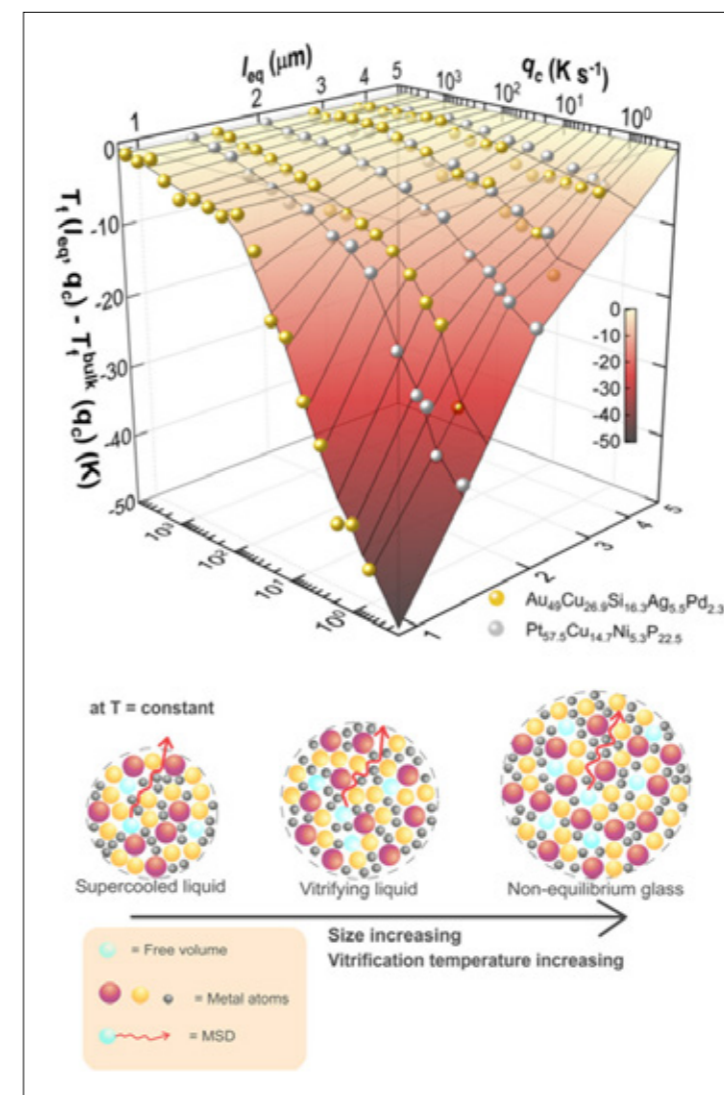 l_eq (μm)
q_c (K s⁻¹)
1 2 3 4 5
10³ 10² 10¹ 10⁰
T_f (l_eq, q_c) - T_f^bulk (q_c) (K)
0
-10
-20
-30
-40
-50
0
-10
-20
-30
-40
-50
10³ 10² 10¹ 10⁰
1 2 3 4 5
Au₄₉Cu₂₆.₉Si₁₆.₃Ag₅.₅Pd₂.₃
Pt₅₇.₅Cu₁₄.₇Ni₅.₃P₂₂.₅
at T = constant
Supercooled liquid
Vitrifying liquid
Non-equilibrium glass
Size increasing
Vitrification temperature increasing
= Free volume
= Metal atoms
= MSD